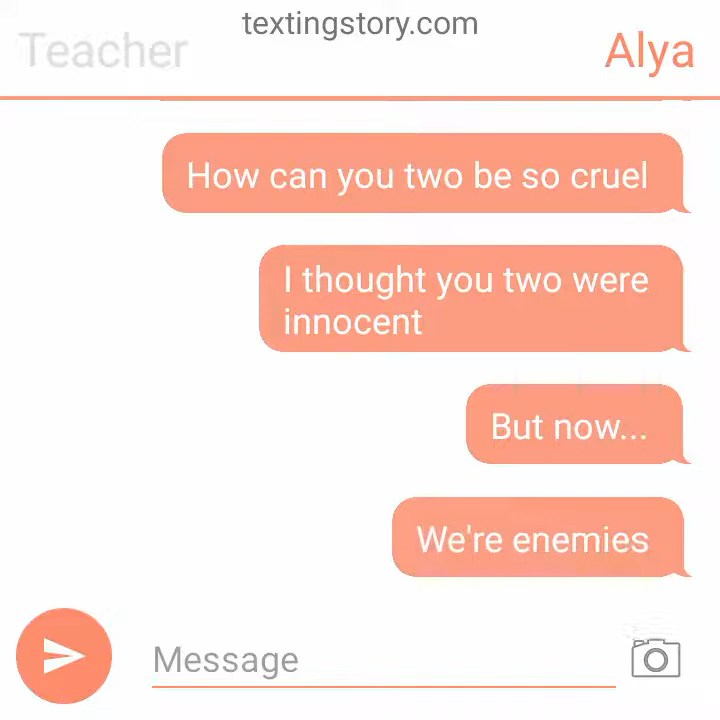 textingstory.com
Teacher
Alya
How can you two be so cruel
I thought you two were
innocent
But now...
We're enemies
Message